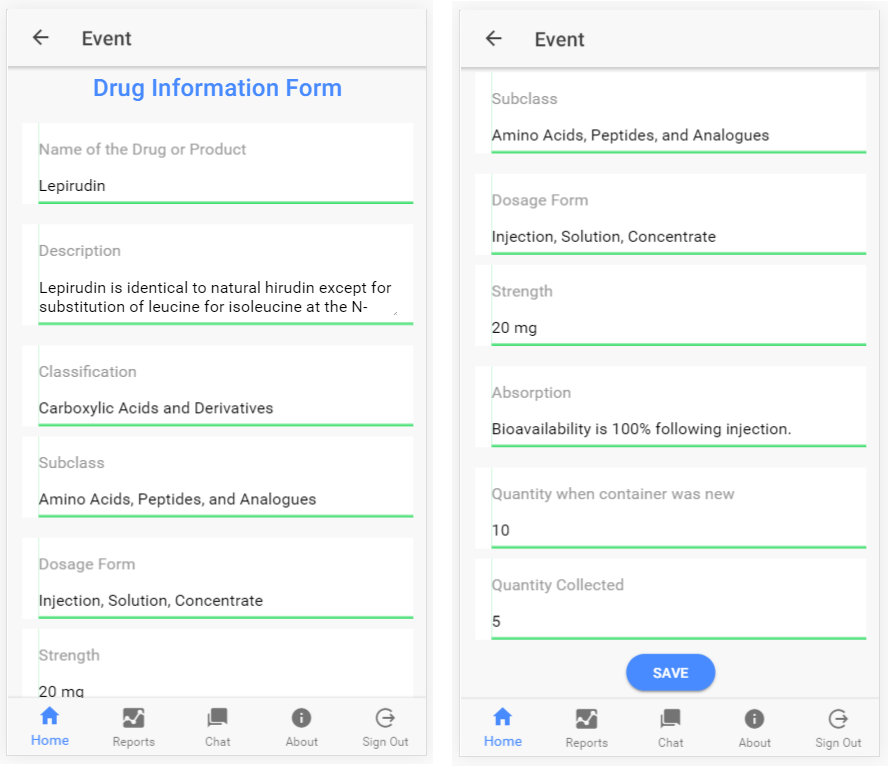 Event
Drug Information Form
Name of the Drug or Product
Lepirudin
Description
Lepirudin is identical to natural hirudin except for
substitution of leucine for isoleucine at the N-
Classification
Carboxylic Acids and Derivatives
Subclass
Amino Acids, Peptides, and Analogues
Dosage Form
Injection, Solution, Concentrate
Strength
20 mg
Home
Reports
Chat
About
Sign Out
Event
Subclass
Amino Acids, Peptides, and Analogues
Dosage Form
Injection, Solution, Concentrate
Strength
20 mg
Absorption
Bioavailability is 100% following injection.
Quantity when container was new
10
Quantity Collected
5
SAVE
Home
Reports
Chat
About
Sign Out